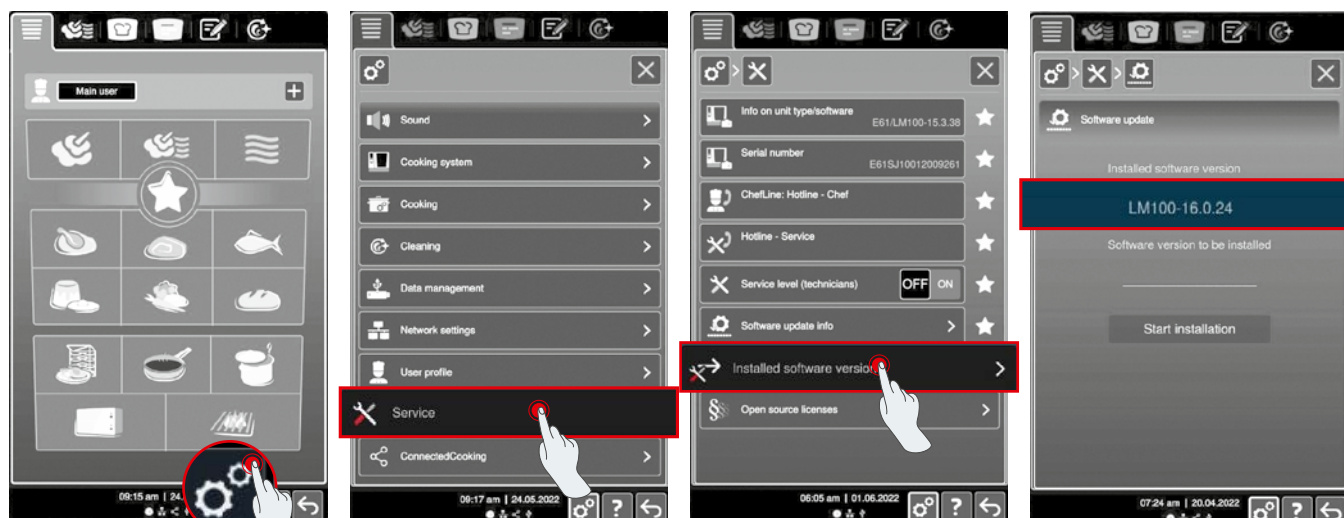 Main user
09:15 am | 24.
Sound
Cooking system
Cooking
Cleaning
Data management
Network settings
User profile
Service
ConnectedCooking
09:17 am | 24.05.2022
?
Info on unit type/software
E61/LM100-15.3.38
Serial number
E61SJ10012009261
ChefLine: Hotline - Chef
Hotline - Service
Service level (technicians)
OFF ON
Software update info
Installed software versio
§ Open source licenses
06:05 am | 01.06.2022
?
Software update
Installed software version
LM100-16.0.24
Software version to be installed
Start installation
07:24 am | 20.04.2022
?